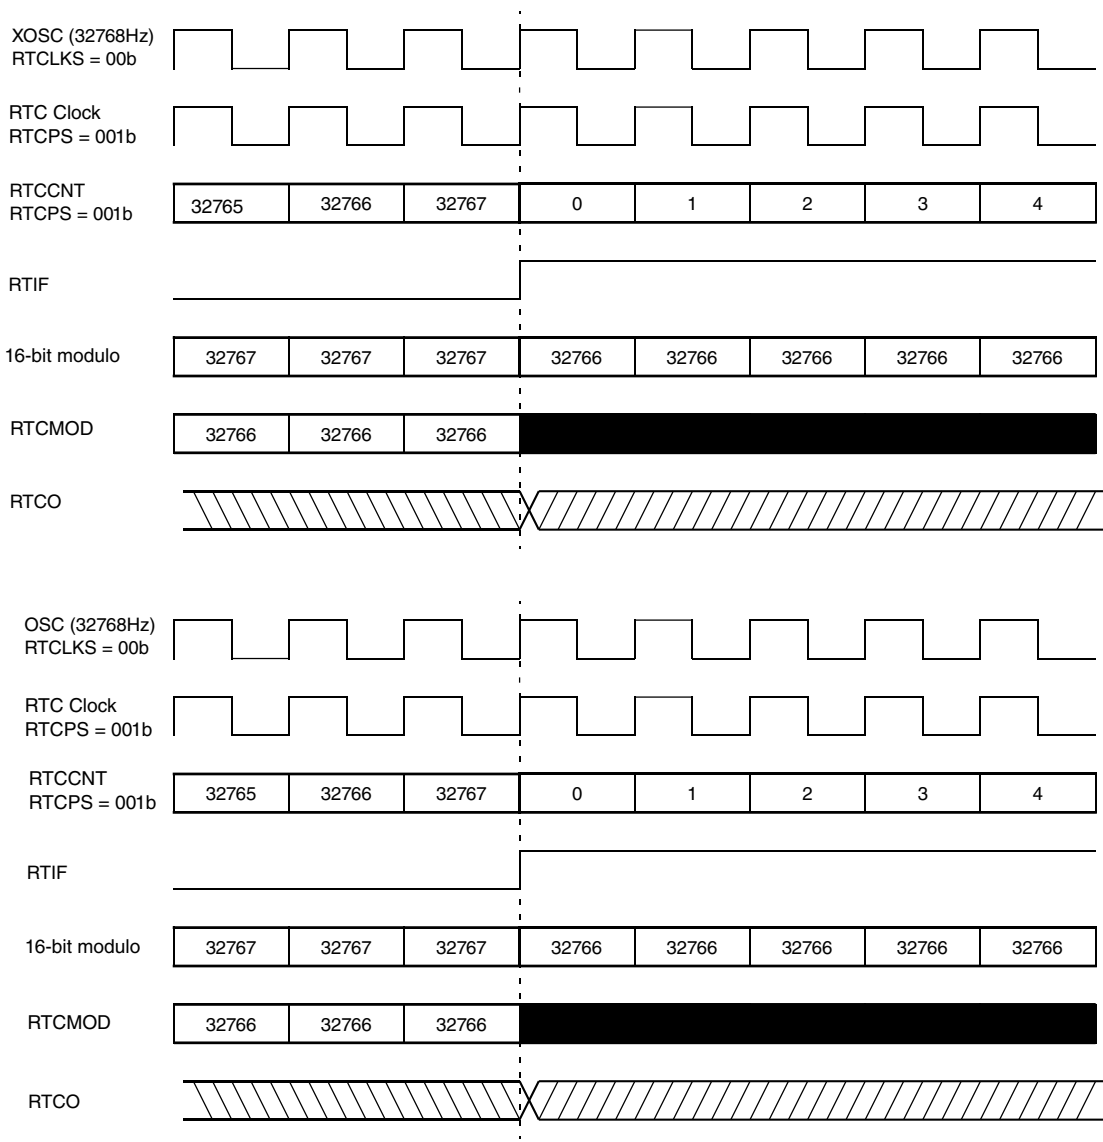 XOSC (32768Hz)
RTCLKS = 00b
RTC Clock
RTCPS = 001b
RTCCNT
RTCPS = 001b
32765 32766 32767 0 1 2 3 4
RTIF
16-bit modulo 32767 32767 32767 32766 32766 32766 32766 32766
RTCMOD 32766 32766 32766
RTCO
OSC (32768Hz)
RTCLKS = 00b
RTC Clock
RTCPS = 001b
RTCCNT
RTCPS = 001b
32765 32766 32767 0 1 2 3 4
RTIF
16-bit modulo 32767 32767 32767 32766 32766 32766 32766 32766
RTCMOD 32766 32766 32766
RTCO